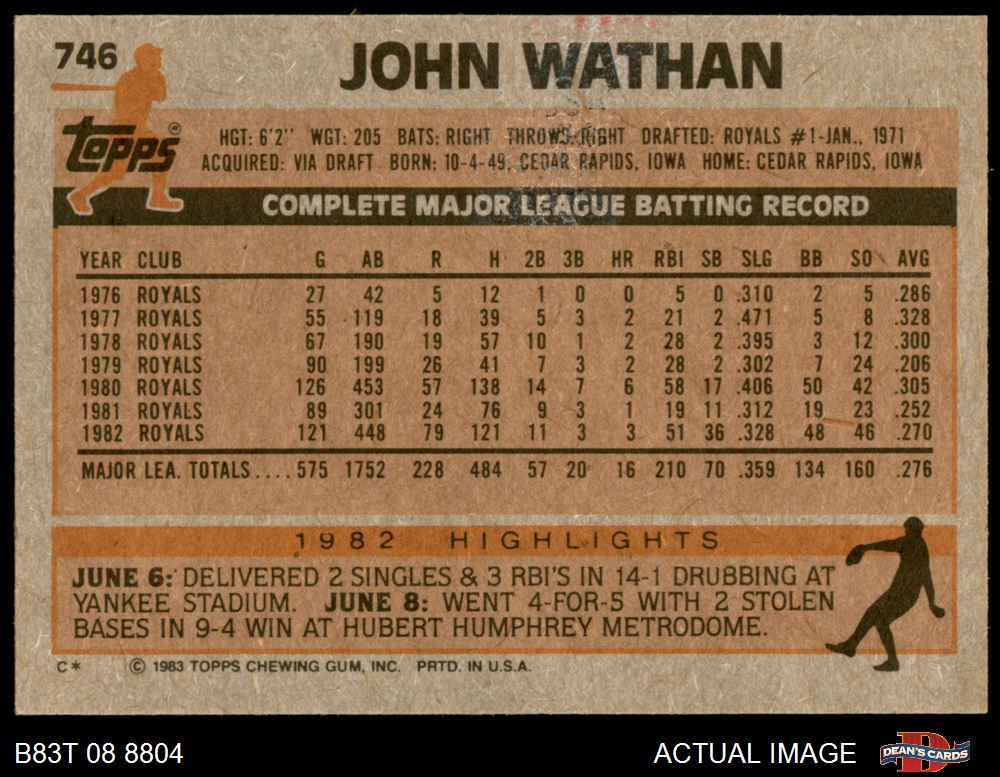 746
JOHN WATHAN
Topps®
HGT: 6'2" WGT: 205 BATS: RIGHT THROWS: RIGHT DRAFTED: ROYALS #1-JAN., 1971
ACQUIRED: VIA DRAFT BORN: 10-4-49, CEDAR RAPIDS, IOWA HOME: CEDAR RAPIDS, IOWA
COMPLETE MAJOR LEAGUE BATTING RECORD
YEAR CLUB G AB R H 2B 3B HR RBI SB SLG BB SO AVG
1976 ROYALS 27 42 5 12 1 0 0 5 0 .310 2 5 .286
1977 ROYALS 55 119 18 39 5 3 2 21 2 .471 5 8 .328
1978 ROYALS 67 190 19 57 10 1 2 28 2 .395 3 12 .300
1979 ROYALS 90 199 26 41 7 3 2 28 2 .302 7 24 .206
1980 ROYALS 126 453 57 138 14 7 6 58 17 .406 50 42 .305
1981 ROYALS 89 301 24 76 9 3 1 19 11 .312 19 23 .252
1982 ROYALS 121 448 79 121 11 3 3 51 36 .328 48 46 .270
MAJOR LEA. TOTALS.... 575 1752 228 484 57 20 16 210 70 .359 134 160 .276
1982 HIGHLIGHTS
JUNE 6: DELIVERED 2 SINGLES & 3 RBI'S IN 14-1 DRUBBING AT
YANKEE STADIUM. JUNE 8: WENT 4-FOR-5 WITH 2 STOLEN
BASES IN 9-4 WIN AT HUBERT HUMPHREY METRODOME.
C* © 1983 TOPPS CHEWING GUM, INC. PRTD. IN U.S.A.
B83T 08 8804 ACTUAL IMAGE DEAN'S CARDS